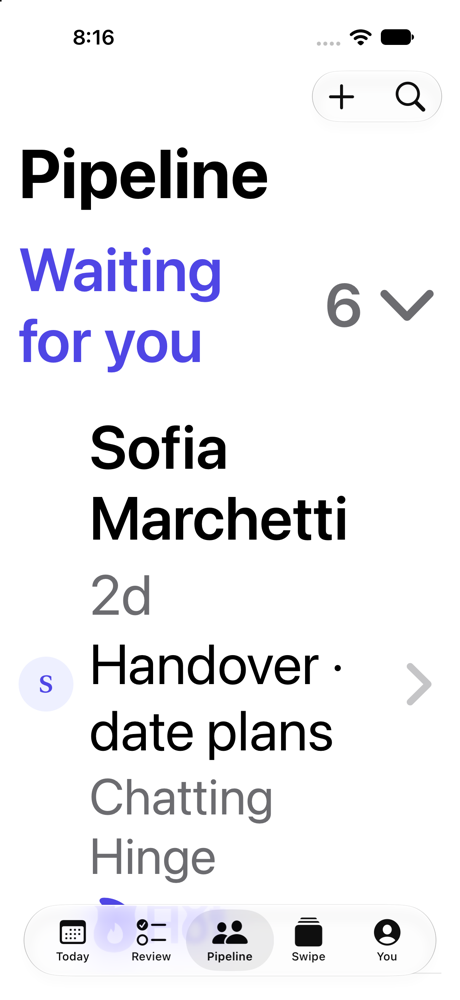 8:16
Pipeline
Waiting
for you
6
Sofia
Marchetti
2d
S
Handover ·
date plans
Chatting
Hinge
Today
Review
Pipeline
Swipe
You